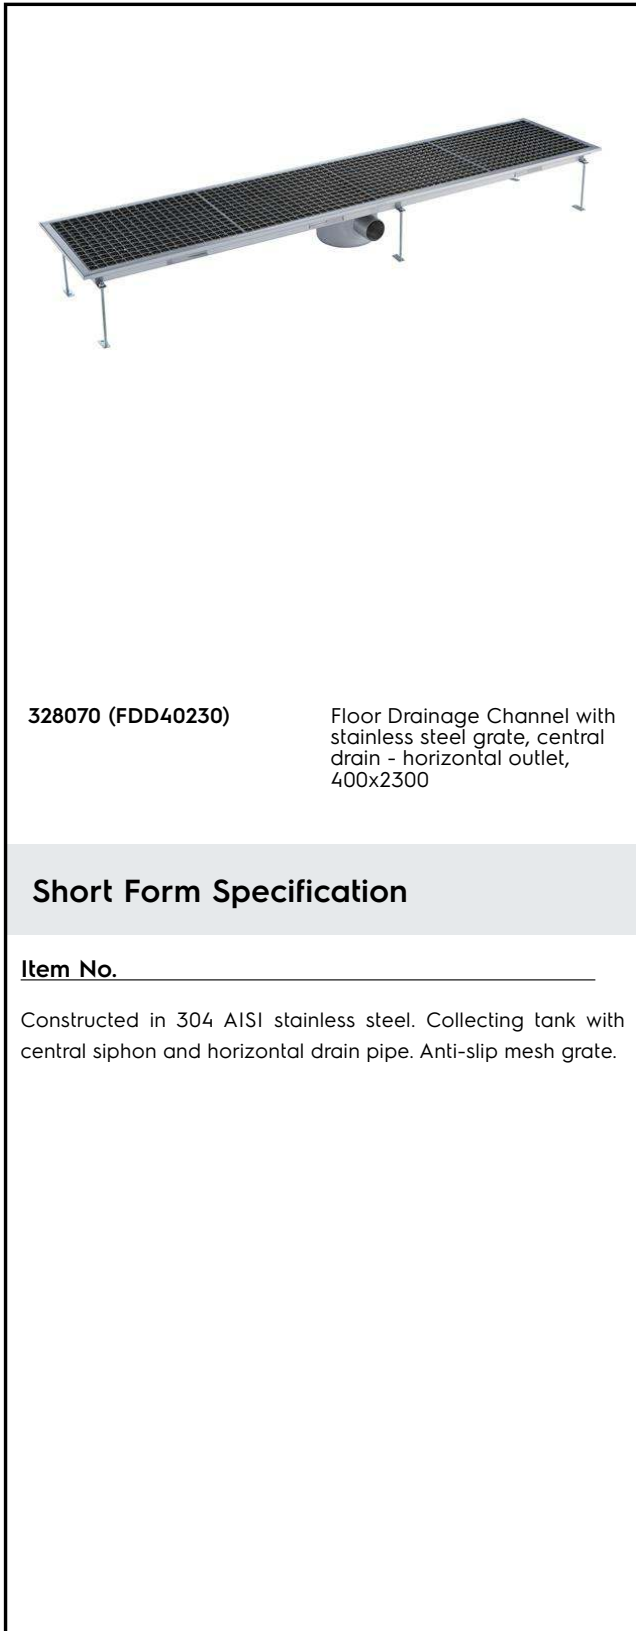 328070 (FDD40230)
Floor Drainage Channel with
stainless steel grate, central
drain - horizontal outlet,
400x2300
Short Form Specification
Item No.
Constructed in 304 AISI stainless steel. Collecting tank with
central siphon and horizontal drain pipe. Anti-slip mesh grate.